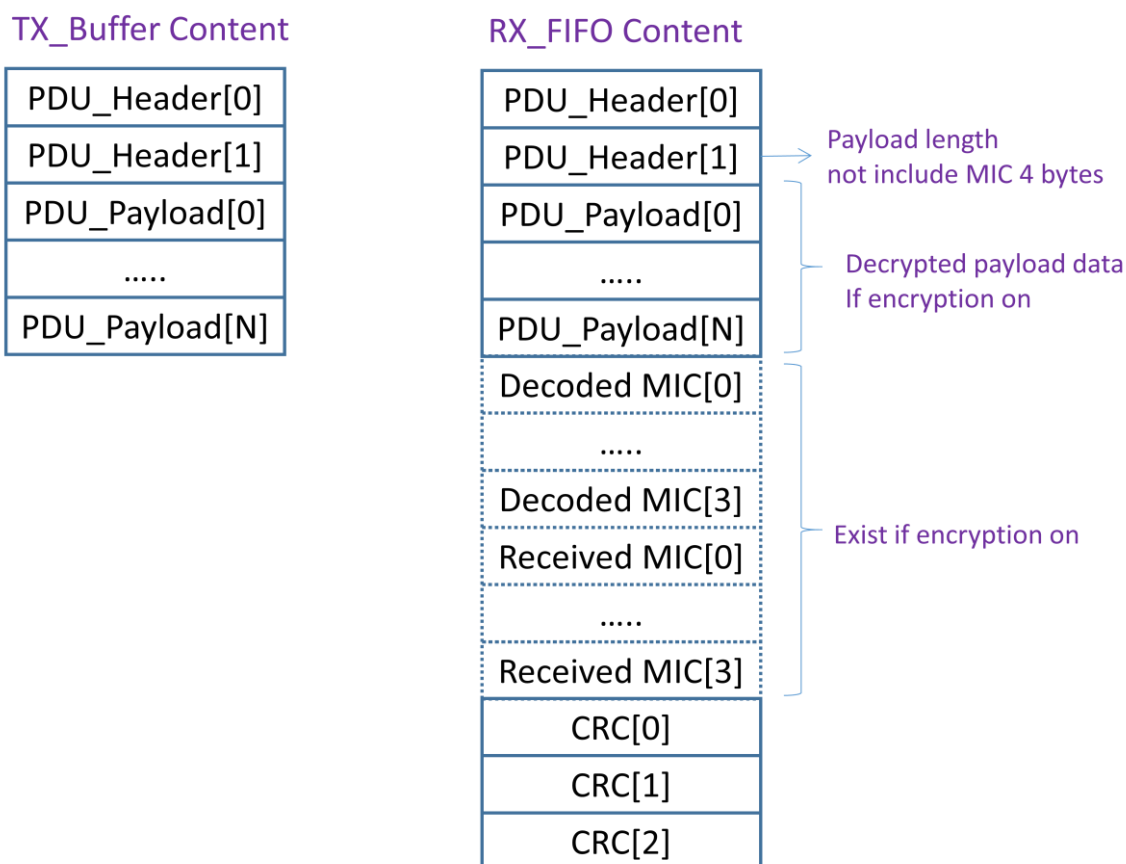 TX_Buffer Content
PDU_Header[0]
PDU_Header[1]
PDU_Payload[0]
.....
PDU_Payload[N]
RX_FIFO Content
PDU_Header[0]
PDU_Header[1]
PDU_Payload[0]
.....
PDU_Payload[N]
Decoded MIC[0]
.....
Decoded MIC[3]
Received MIC[0]
.....
Received MIC[3]
CRC[0]
CRC[1]
CRC[2]
Payload length
not include MIC 4 bytes
Decrypted payload data
If encryption on
Exist if encryption on